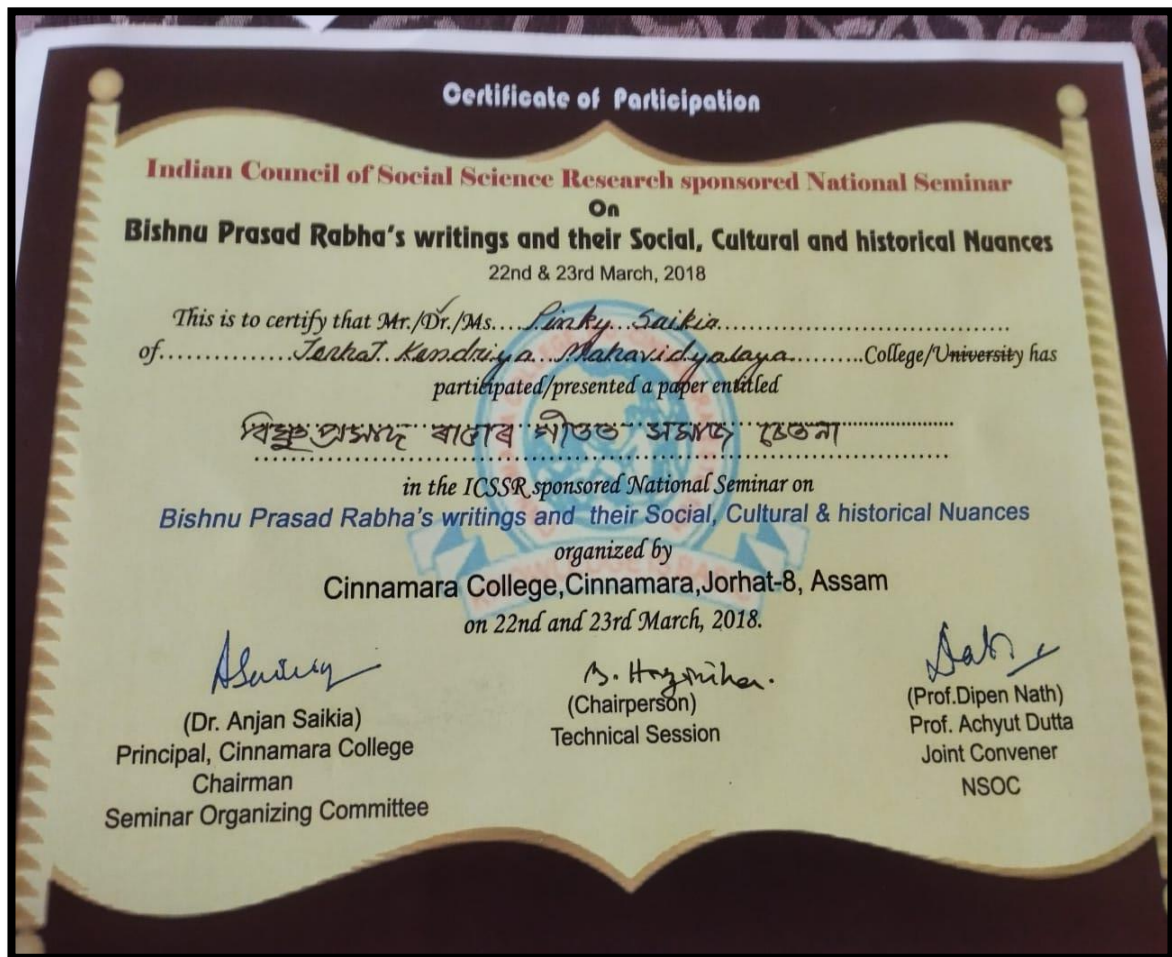 Certificate of Participation
Indian Council of Social Science Research sponsored National Seminar
On
Bishnu Prasad Rabha's writings and their Social, Cultural and historical Nuances
22nd & 23rd March, 2018
This is to certify that Mr./Dr./Ms....Pinky Saikia
of..............Kendriya Mahavidyalaya..........College/University has
participated/presented a paper entitled
বিষ্ণুপ্ৰসাদ ৰাভাৰ গীতত সমাজ চেতনা
in the ICSSR sponsored National Seminar on
Bishnu Prasad Rabha's writings and their Social, Cultural & historical Nuances
organized by
Cinnamara College,Cinnamara,Jorhat-8, Assam
on 22nd and 23rd March, 2018.
(Dr. Anjan Saikia)
Principal, Cinnamara College
Chairman
Seminar Organizing Committee
(Chairperson)
Technical Session
(Prof.Dipen Nath)
Prof. Achyut Dutta
Joint Convener
NSOC